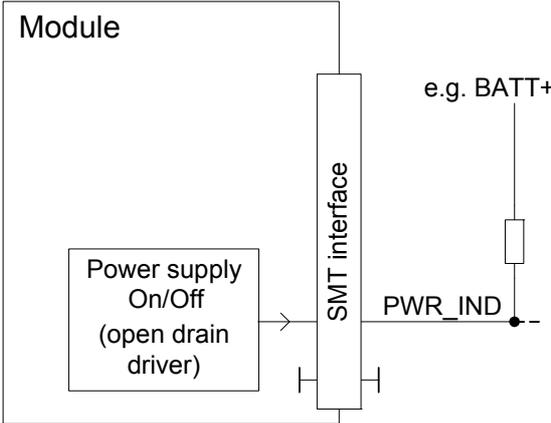 Module
e.g. BATT+
SMT interface
Power supply
On/Off
(open drain
driver)
PWR_IND